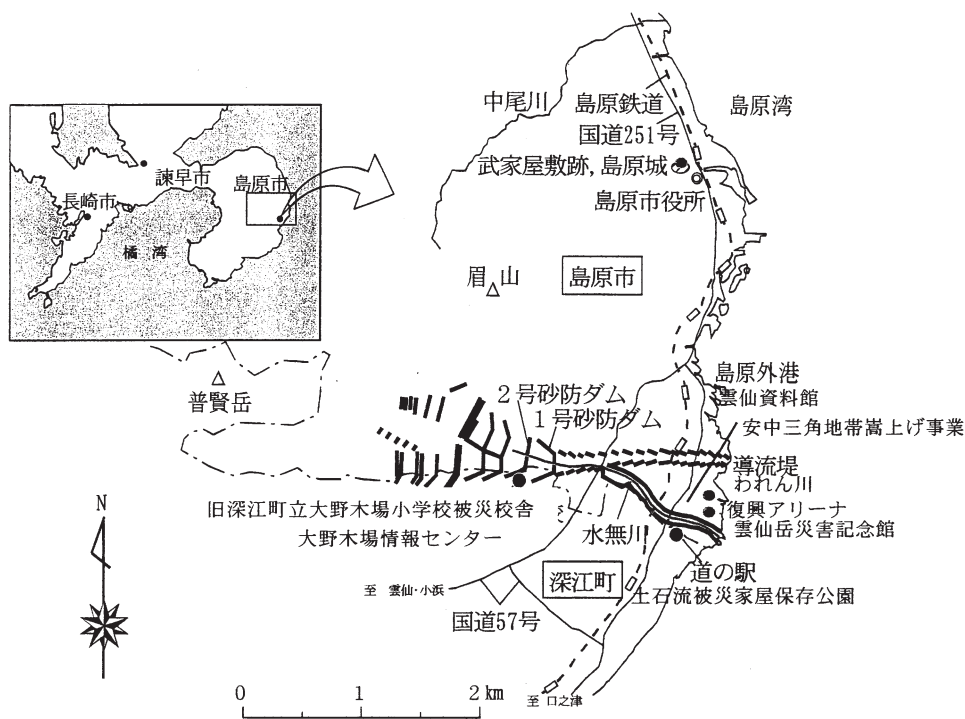 諫早市
島原市
長崎市
橘湾
中尾川
島原鉄道
国道251号
島原湾
武家屋敷跡,島原城
島原市役所
眉山
島原市
普賢岳
2号砂防ダム
1号砂防ダム
島原外港
雲仙資料館
安中三角地帯嵩上げ事業
導流堤
われん川
復興アリーナ
雲仙岳災害記念館
旧深江町立大野木場小学校被災校舎
大野木場情報センター
水無川
道の駅
土石流被災家屋保存公園
深江町
至 雲仙・小浜
国道57号
至 口之津
N
0 1 2 km